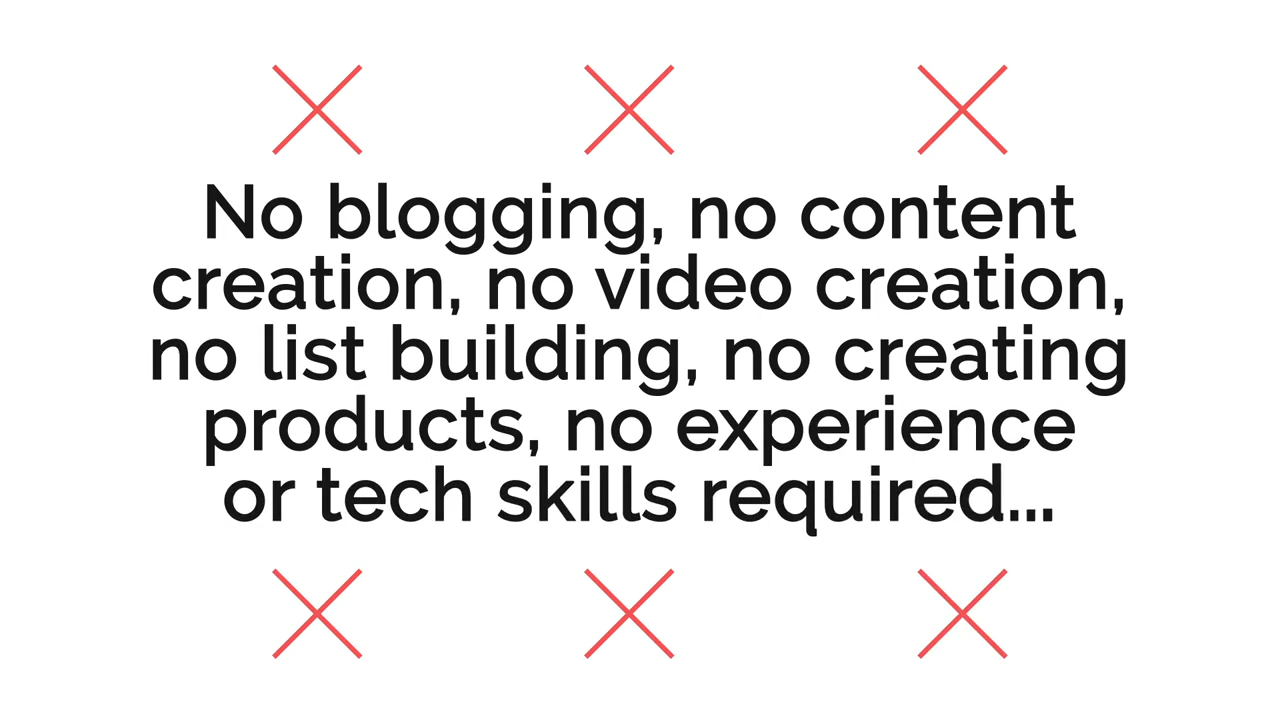 No blogging, no content
creation, no video creation,
no list building, no creating
products, no experience
or tech skills required...